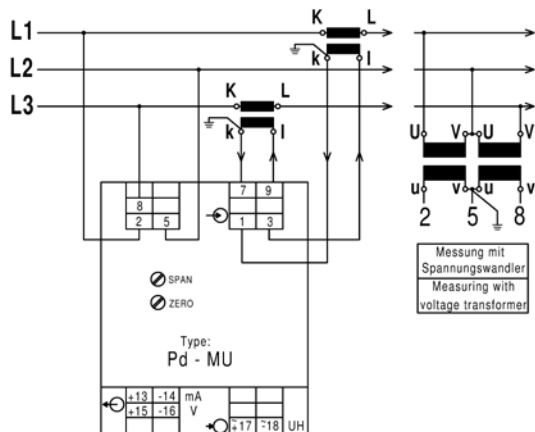 K L
L1
k l
L2
K L
L3
k l
U V U V
u v u v
2 5 8
7 9
8
2 5
1 3
Messung mit
Spannungswandler
Measuring with
voltage transformer
SPAN
ZERO
Type:
Pd - MU
+13 -14 mA
+15 -16 V
+17 -18 UH